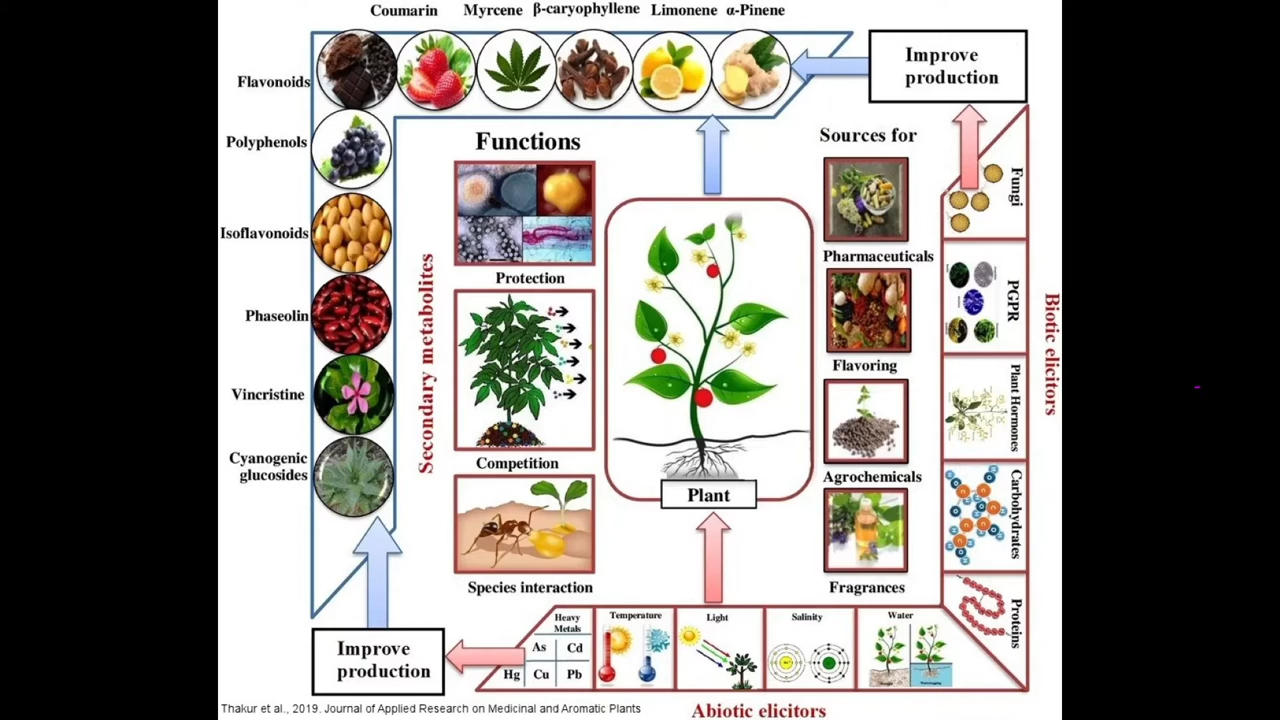 Coumarin Myrcene β-caryophyllene Limonene α-Pinene
Flavonoids
Polyphenols
Isoflavonoids
Phaseolin
Vincristine
Cyanogenic
glucosides
Improve
production
Functions
Secondary metabolites
Protection
Competition
Species interaction
Plant
Sources for
Pharmaceuticals
Flavoring
Agrochemicals
Fragrances
Improve
production
Fungi
PGPR
Plant Hormones
Carbohydrates
Proteins
Biotic elicitors
Heavy
Metals
As Cd
Hg Cu Pb
Temperature
Light
Salinity
Water
Abiotic elicitors
Thakur et al., 2019. Journal of Applied Research on Medicinal and Aromatic Plants